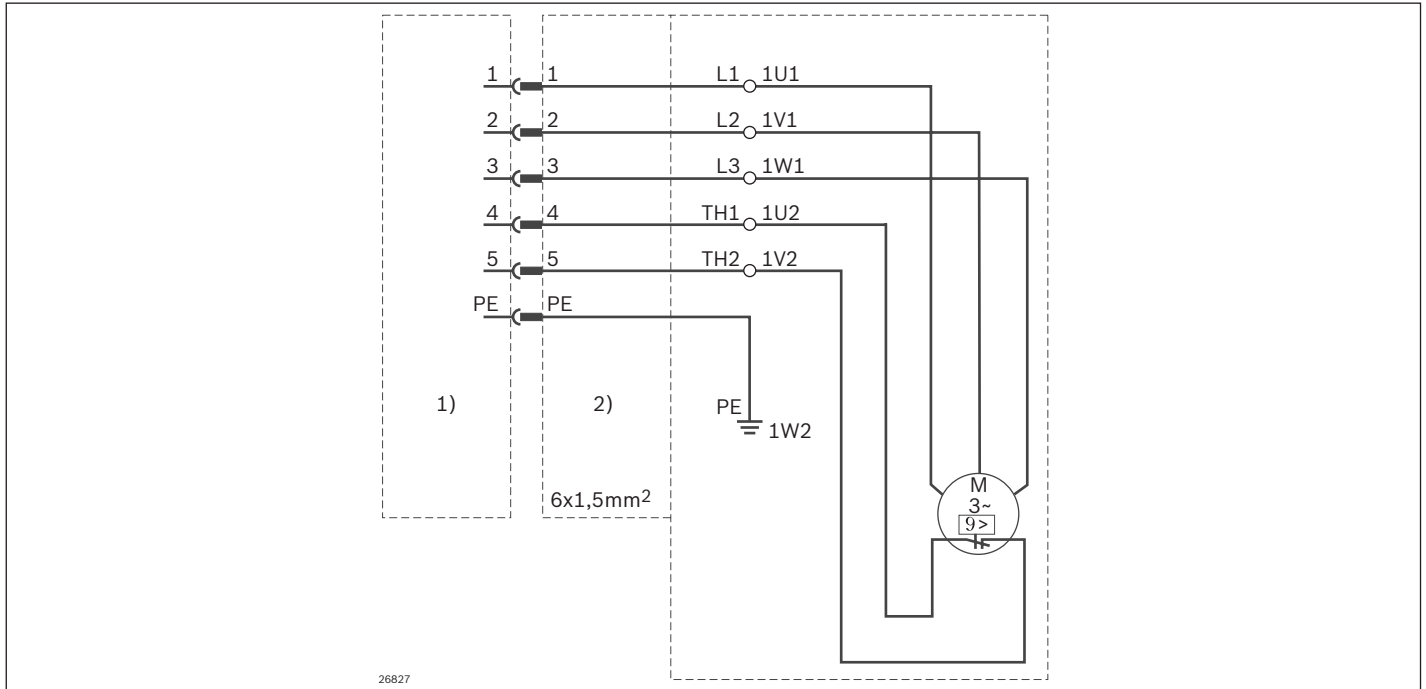 1 1 L1 1U1
2 2 L2 1V1
3 3 L3 1W1
4 4 TH1 1U2
5 5 TH2 1V2
PE PE
1) 2) PE
1W2
6x1,5mm²
M
3~
9>
26827